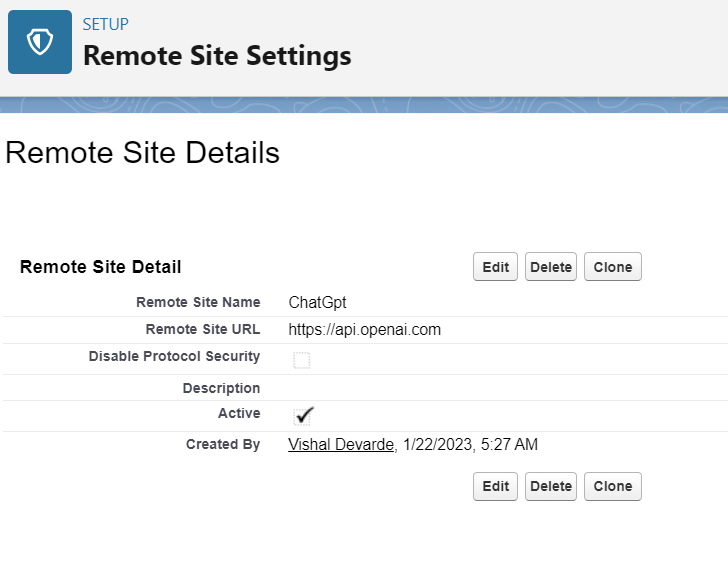 SETUP
Remote Site Settings
Remote Site Details
Remote Site Detail Edit Delete Clone
Remote Site Name ChatGpt
Remote Site URL https://api.openai.com
Disable Protocol Security
Description
Active
Created By Vishal Devarde, 1/22/2023, 5:27 AM
Edit Delete Clone